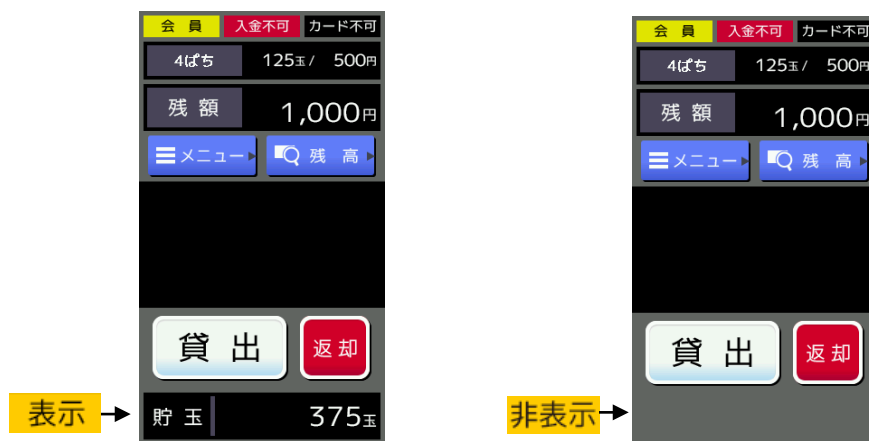 会 員 入金不可 カード不可
4ぱち 125玉/ 500円
残 額 1,000円
メニュー 残 高
貸 出 返 却
表示
貯 玉 375玉
会 員 入金不可 カード不可
4ぱち 125玉/ 500円
残 額 1,000円
メニュー 残 高
貸 出 返 却
非表示